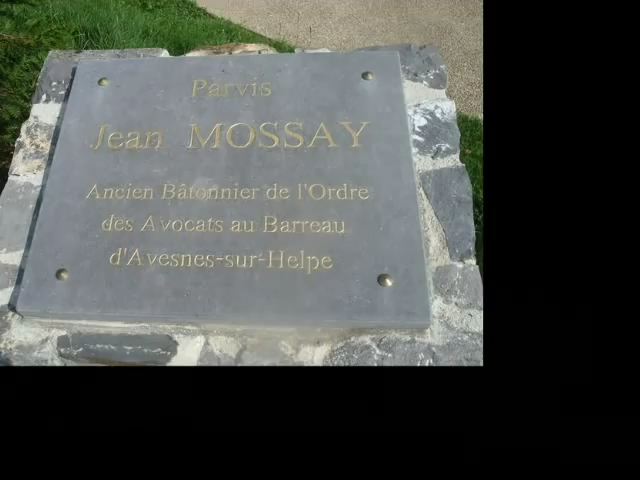 Parvis
Jean MOSSAY
Ancien Bâtonnier de l'Ordre
des Avocats au Barreau
d'Avesnes-sur-Helpe